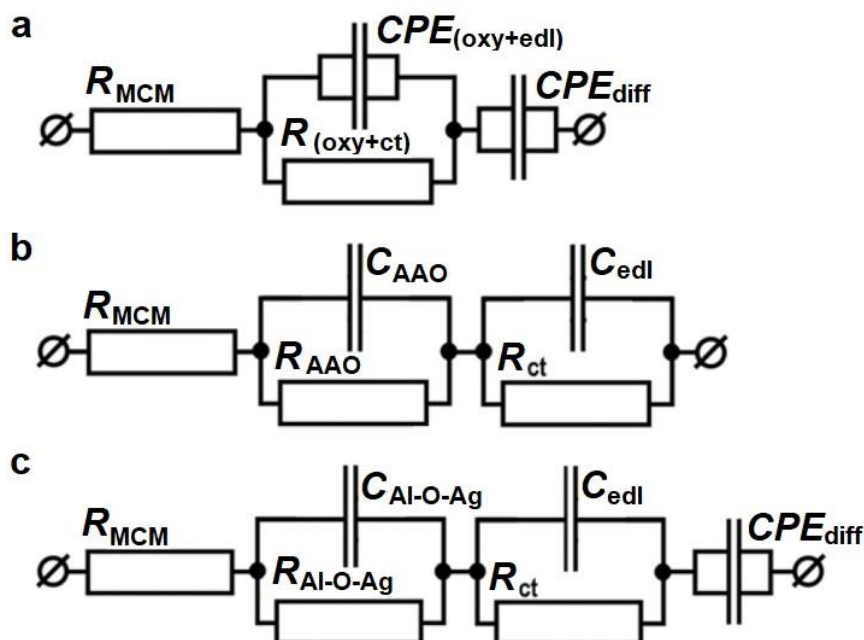 a
CPE(oxy+edl)
RMCM
CPEdiff
R(oxy+ct)
b
CAAO
Cedl
RMCM
RAAO
Rct
c
CAl-O-Ag
Cedl
RMCM
CPEdiff
RAl-O-Ag
Rct